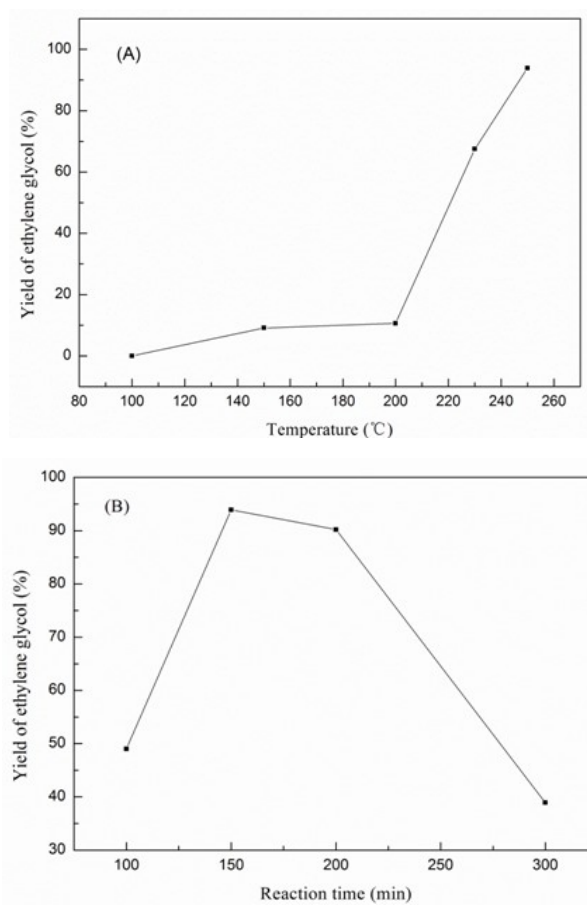 (A)
Yield of ethylene glycol (%)
100
80
60
40
20
0
80 100 120 140 160 180 200 220 240 260
Temperature (℃)
(B)
Yield of ethylene glycol (%)
100
90
80
70
60
50
40
30
100 150 200 250 300
Reaction time (min)